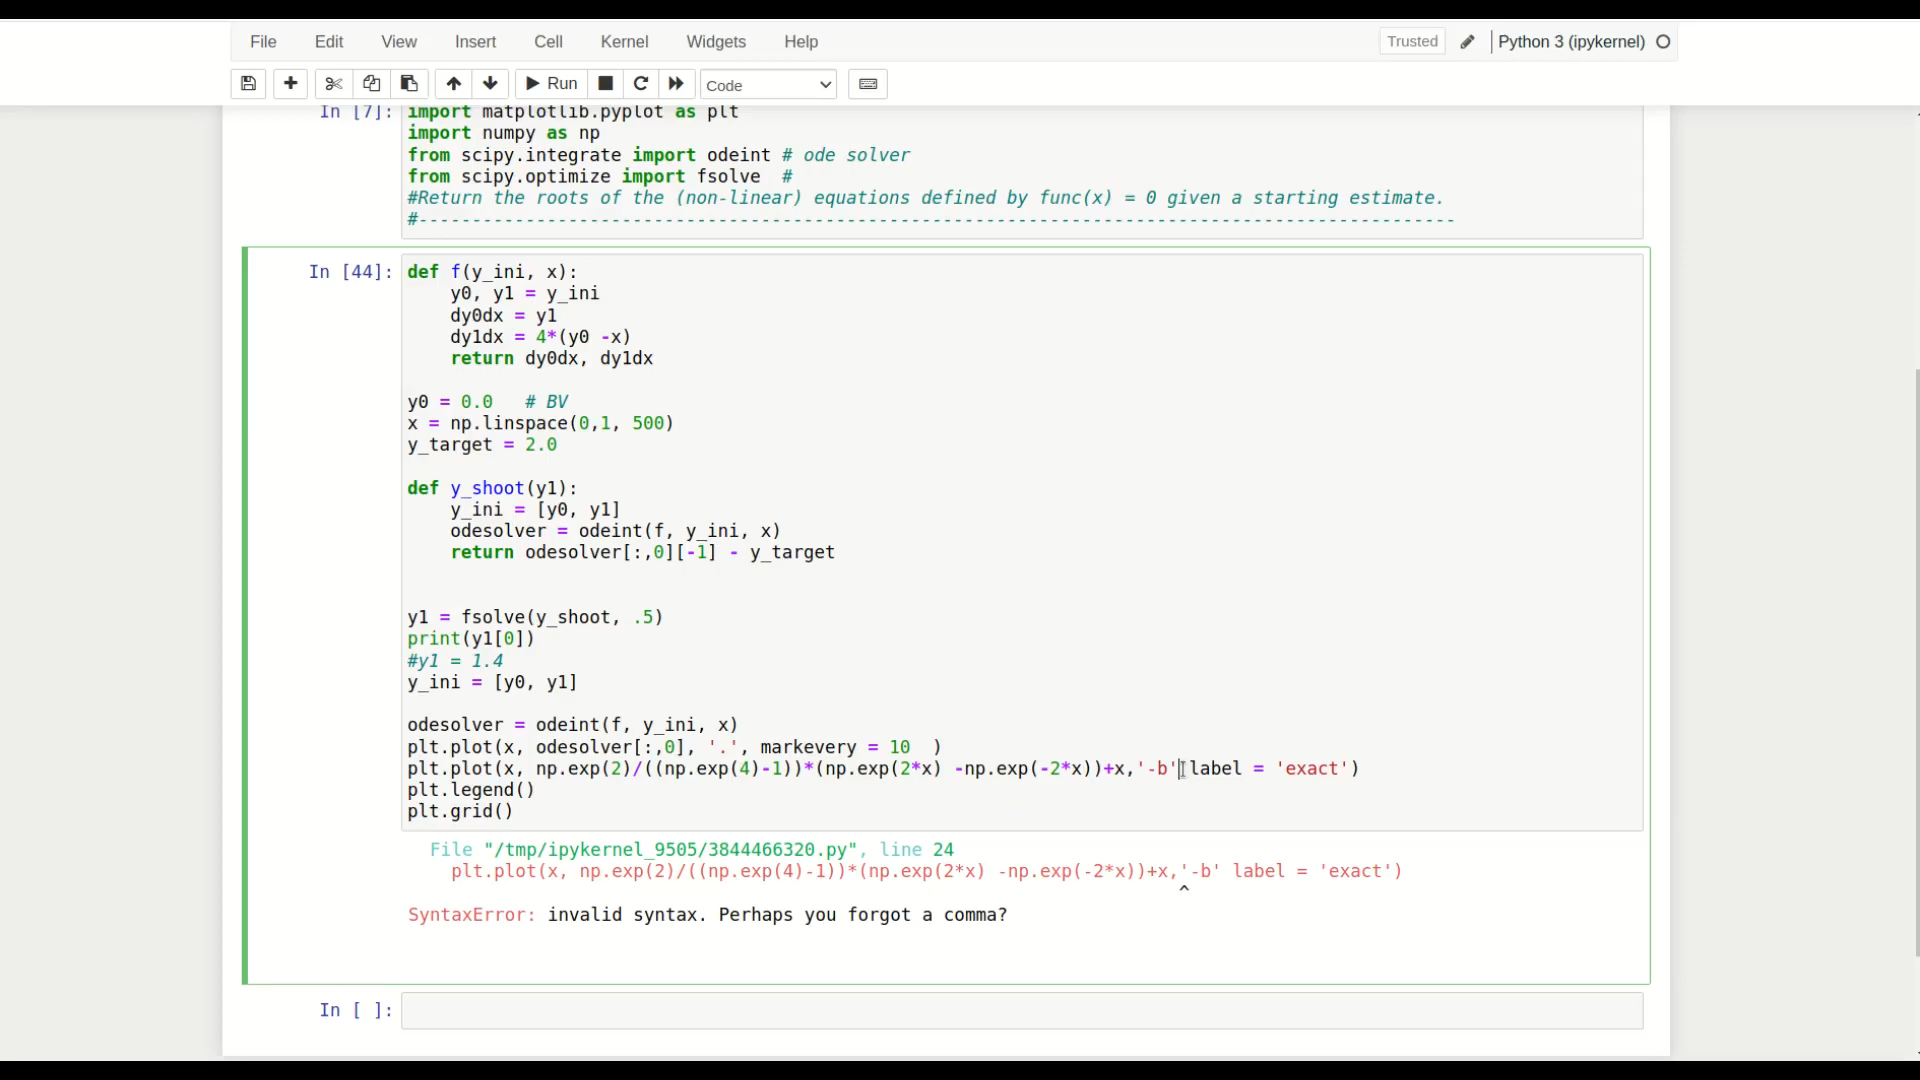 File Edit View Insert Cell Kernel Widgets Help Trusted Python 3 (ipykernel)
Run Code
In [7]: import matplotlib.pyplot as plt
import numpy as np
from scipy.integrate import odeint # ode solver
from scipy.optimize import fsolve  #
#Return the roots of the (non-linear) equations defined by func(x) = 0 given a starting estimate.
#-------------------------------------------------------------------------------------------------
In [44]: def f(y_ini, x):
    y0, y1 = y_ini
    dy0dx = y1
    dy1dx = 4*(y0 -x)
    return dy0dx, dy1dx
y0 = 0.0   # BV
x = np.linspace(0,1, 500)
y_target = 2.0
def y_shoot(y1):
    y_ini = [y0, y1]
    odesolver = odeint(f, y_ini, x)
    return odesolver[:,0][-1] - y_target
y1 = fsolve(y_shoot, .5)
print(y1[0])
#y1 = 1.4
y_ini = [y0, y1]
odesolver = odeint(f, y_ini, x)
plt.plot(x, odesolver[:,0], '.', markevery = 10  )
plt.plot(x, np.exp(2)/((np.exp(4)-1))*(np.exp(2*x) -np.exp(-2*x))+x,'-b' label = 'exact')
plt.legend()
plt.grid()
File "/tmp/ipykernel_9505/3844466320.py", line 24
plt.plot(x, np.exp(2)/((np.exp(4)-1))*(np.exp(2*x) -np.exp(-2*x))+x,'-b' label = 'exact')
^
SyntaxError: invalid syntax. Perhaps you forgot a comma?
In [ ]: